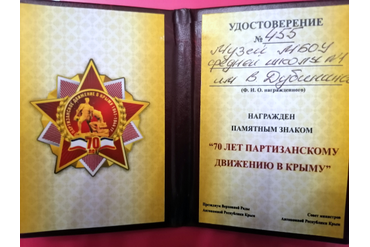 70
УДОСТОВЕРЕНИЕ
№ 455
Музей МБОУ
средней школы №1
им В Дубинина
(Ф. И. О. награжденного)
НАГРАЖДЕН
ПАМЯТНЫМ ЗНАКОМ
"70 ЛЕТ ПАРТИЗАНСКОМУ
ДВИЖЕНИЮ В КРЫМУ"
Президиум Верховной Рады
Автономной Республики Крым
Совет министров
Автономной Республики Крым